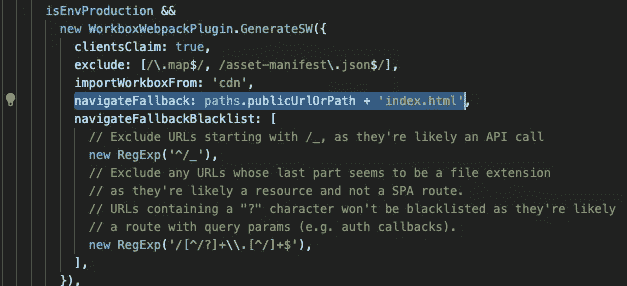 isEnvProduction &&
new WorkboxWebpackPlugin.GenerateSW({
clientsClaim: true,
exclude: [/\.map$/, /asset-manifest\.json$/],
importWorkboxFrom: 'cdn',
navigateFallback: paths.publicUrlOrPath + 'index.html',
navigateFallbackBlacklist: [
// Exclude URLs starting with /_, as they're likely an API call
new RegExp('^/_'),
// Exclude any URLs whose last part seems to be a file extension
// as they're likely a resource and not a SPA route.
// URLs containing a "?" character won't be blacklisted as they're likely
// a route with query params (e.g. auth callbacks).
new RegExp('/[^/?]+\\.[^/]+$'),
],
}),